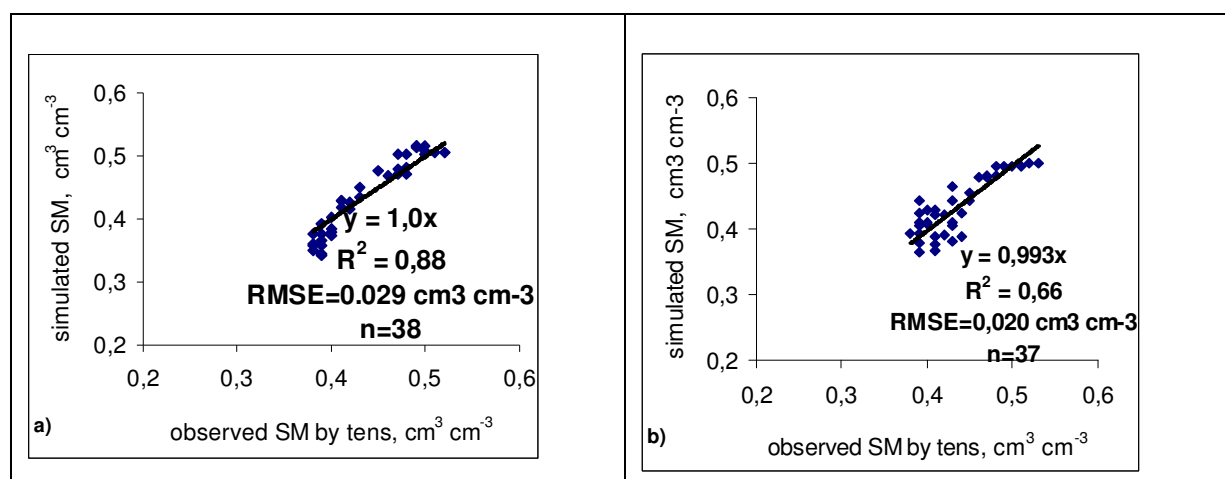 simulated SM, cm³ cm⁻³
0,6
0,5
0,4
0,3
0,2
y = 1,0x
R² = 0,88
RMSE=0.029 cm3 cm-3
n=38
0,2 0,3 0,4 0,5 0,6
a)
observed SM by tens, cm³ cm⁻³
simulated SM, cm3 cm-3
0,6
0,5
0,4
0,3
0,2
y = 0,993x
R² = 0,66
RMSE=0,020 cm3 cm-3
n=37
0,2 0,3 0,4 0,5 0,6
b)
observed SM by tens, cm³ cm⁻³